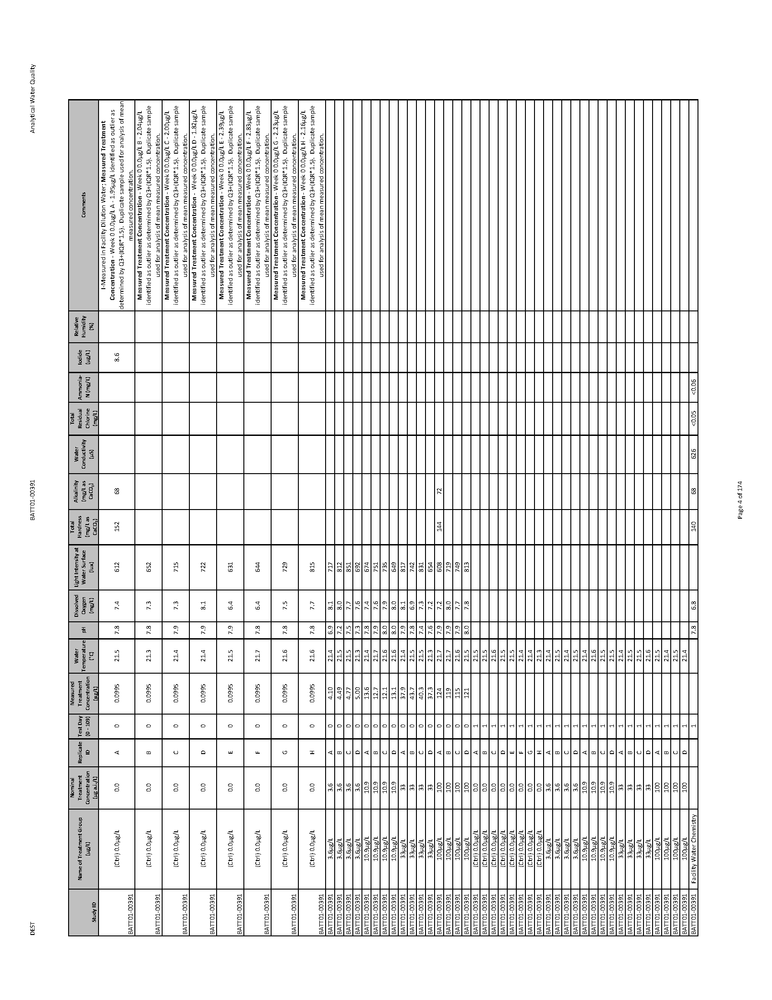 DEST BATT01-00391 Analytical Water Quality
Study ID Name of Treatment Group (µg/L) Nominal Treatment Concentration (µg a.i./L) Replicate ID Test Day (0 - 109) Measured Treatment Concentration (µg/L) Water Temperature (°C) pH Dissolved Oxygen (mg/L) Light Intensity at Water Surface (lux) Total Hardness (mg/L as CaCO₃) Alkalinity (mg/L as CaCO₃) Water Conductivity (µS) Total Residual Chlorine (mg/L) Ammonia-N (mg/L) Iodide (µg/L) Relative Humidity (%) Comments
BATT01-00391 (Ctrl) 0.0µg/L 0.0 A 0 0.0995 21.5 7.8 7.4 612 152 68 8.6 I-Measured in Facility Dilution Water; Measured Treatment
Concentration - Week 0 0.0µg/L A - 1.95µg/L identified as outlier as
determined by Q3+(IQR*1.5). Duplicate sample used for analysis of mean
measured concentration.
BATT01-00391 (Ctrl) 0.0µg/L 0.0 B 0 0.0995 21.3 7.8 7.3 652 Measured Treatment Concentration - Week 0 0.0µg/L B - 2.04µg/L
identified as outlier as determined by Q3+(IQR*1.5). Duplicate sample
used for analysis of mean measured concentration.
BATT01-00391 (Ctrl) 0.0µg/L 0.0 C 0 0.0995 21.4 7.9 7.3 715 Measured Treatment Concentration - Week 0 0.0µg/L C - 2.00µg/L
identified as outlier as determined by Q3+(IQR*1.5). Duplicate sample
used for analysis of mean measured concentration.
BATT01-00391 (Ctrl) 0.0µg/L 0.0 D 0 0.0995 21.4 7.9 8.1 722 Measured Treatment Concentration - Week 0 0.0µg/L D - 1.82µg/L
identified as outlier as determined by Q3+(IQR*1.5). Duplicate sample
used for analysis of mean measured concentration.
BATT01-00391 (Ctrl) 0.0µg/L 0.0 E 0 0.0995 21.5 7.9 6.4 631 Measured Treatment Concentration - Week 0 0.0µg/L E - 2.39µg/L
identified as outlier as determined by Q3+(IQR*1.5). Duplicate sample
used for analysis of mean measured concentration.
BATT01-00391 (Ctrl) 0.0µg/L 0.0 F 0 0.0995 21.7 7.8 6.4 644 Measured Treatment Concentration - Week 0 0.0µg/L F - 2.83µg/L
identified as outlier as determined by Q3+(IQR*1.5). Duplicate sample
used for analysis of mean measured concentration.
BATT01-00391 (Ctrl) 0.0µg/L 0.0 G 0 0.0995 21.6 7.8 7.5 729 Measured Treatment Concentration - Week 0 0.0µg/L G - 2.23µg/L
identified as outlier as determined by Q3+(IQR*1.5). Duplicate sample
used for analysis of mean measured concentration.
BATT01-00391 (Ctrl) 0.0µg/L 0.0 H 0 0.0995 21.6 7.8 7.7 815 Measured Treatment Concentration - Week 0 0.0µg/L H - 2.16µg/L
identified as outlier as determined by Q3+(IQR*1.5). Duplicate sample
used for analysis of mean measured concentration.
BATT01-00391 3.6µg/L 3.6 A 0 4.10 21.4 6.9 8.1 717
BATT01-00391 3.6µg/L 3.6 B 0 4.49 21.5 7.2 8.0 812
BATT01-00391 3.6µg/L 3.6 C 0 4.77 21.5 7.5 7.7 851
BATT01-00391 3.6µg/L 3.6 D 0 5.00 21.3 7.3 7.6 692
BATT01-00391 10.9µg/L 10.9 A 0 13.6 21.4 7.8 7.4 674
BATT01-00391 10.9µg/L 10.9 B 0 12.7 21.7 7.9 7.6 751
BATT01-00391 10.9µg/L 10.9 C 0 12.1 21.6 8.0 7.9 735
BATT01-00391 10.9µg/L 10.9 D 0 13.1 21.6 8.0 8.0 649
BATT01-00391 33µg/L 33 A 0 37.9 21.4 7.9 8.1 817
BATT01-00391 33µg/L 33 B 0 43.7 21.5 7.8 6.9 742
BATT01-00391 33µg/L 33 C 0 40.3 21.5 7.4 7.3 831
BATT01-00391 33µg/L 33 D 0 37.3 21.3 7.6 7.2 654
BATT01-00391 100µg/L 100 A 0 124 21.7 7.9 7.2 608 144 72
BATT01-00391 100µg/L 100 B 0 119 21.7 7.9 8.0 719
BATT01-00391 100µg/L 100 C 0 115 21.6 7.9 7.7 749
BATT01-00391 100µg/L 100 D 0 121 21.5 8.0 7.8 813
BATT01-00391 (Ctrl) 0.0µg/L 0.0 A 1 21.5
BATT01-00391 (Ctrl) 0.0µg/L 0.0 B 1 21.5
BATT01-00391 (Ctrl) 0.0µg/L 0.0 C 1 21.6
BATT01-00391 (Ctrl) 0.0µg/L 0.0 D 1 21.5
BATT01-00391 (Ctrl) 0.0µg/L 0.0 E 1 21.5
BATT01-00391 (Ctrl) 0.0µg/L 0.0 F 1 21.4
BATT01-00391 (Ctrl) 0.0µg/L 0.0 G 1 21.4
BATT01-00391 (Ctrl) 0.0µg/L 0.0 H 1 21.3
BATT01-00391 3.6µg/L 3.6 A 1 21.4
BATT01-00391 3.6µg/L 3.6 B 1 21.5
BATT01-00391 3.6µg/L 3.6 C 1 21.4
BATT01-00391 3.6µg/L 3.6 D 1 21.5
BATT01-00391 10.9µg/L 10.9 A 1 21.4
BATT01-00391 10.9µg/L 10.9 B 1 21.6
BATT01-00391 10.9µg/L 10.9 C 1 21.5
BATT01-00391 10.9µg/L 10.9 D 1 21.5
BATT01-00391 33µg/L 33 A 1 21.4
BATT01-00391 33µg/L 33 B 1 21.5
BATT01-00391 33µg/L 33 C 1 21.5
BATT01-00391 33µg/L 33 D 1 21.6
BATT01-00391 100µg/L 100 A 1 21.5
BATT01-00391 100µg/L 100 B 1 21.4
BATT01-00391 100µg/L 100 C 1 21.5
BATT01-00391 100µg/L 100 D 1 21.4
BATT01-00391 Facility Water Chemistry 1 7.8 6.8 140 68 626 <0.05 <0.06
Page 4 of 174